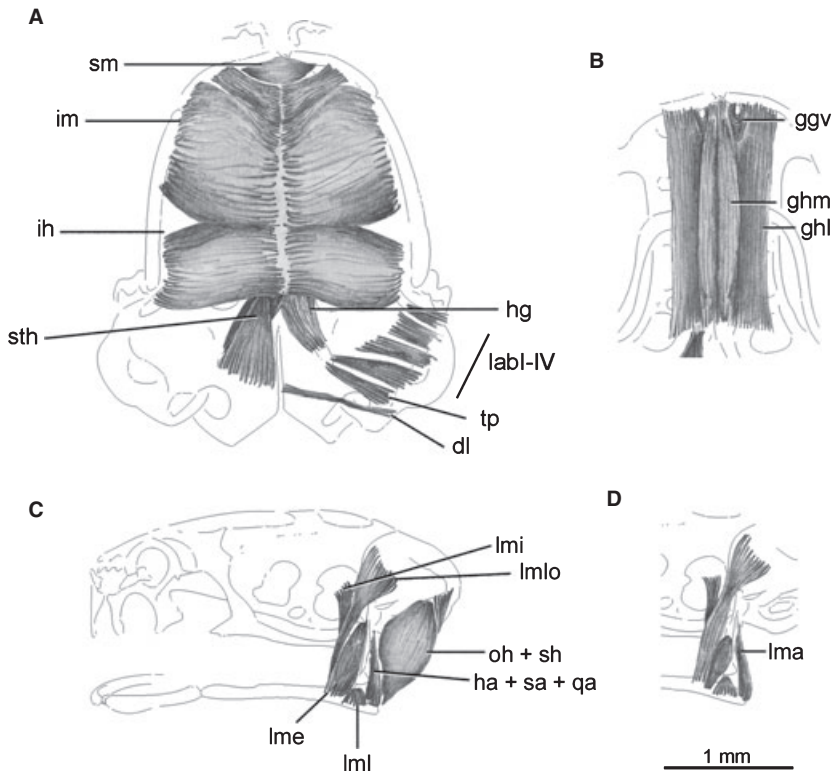 A
sm
im
ih
sth
hg
labI-IV
tp
dl
B
ggv
ghm
ghl
C
lmi
lmlo
oh + sh
ha + sa + qa
lme
lml
D
lma
1 mm